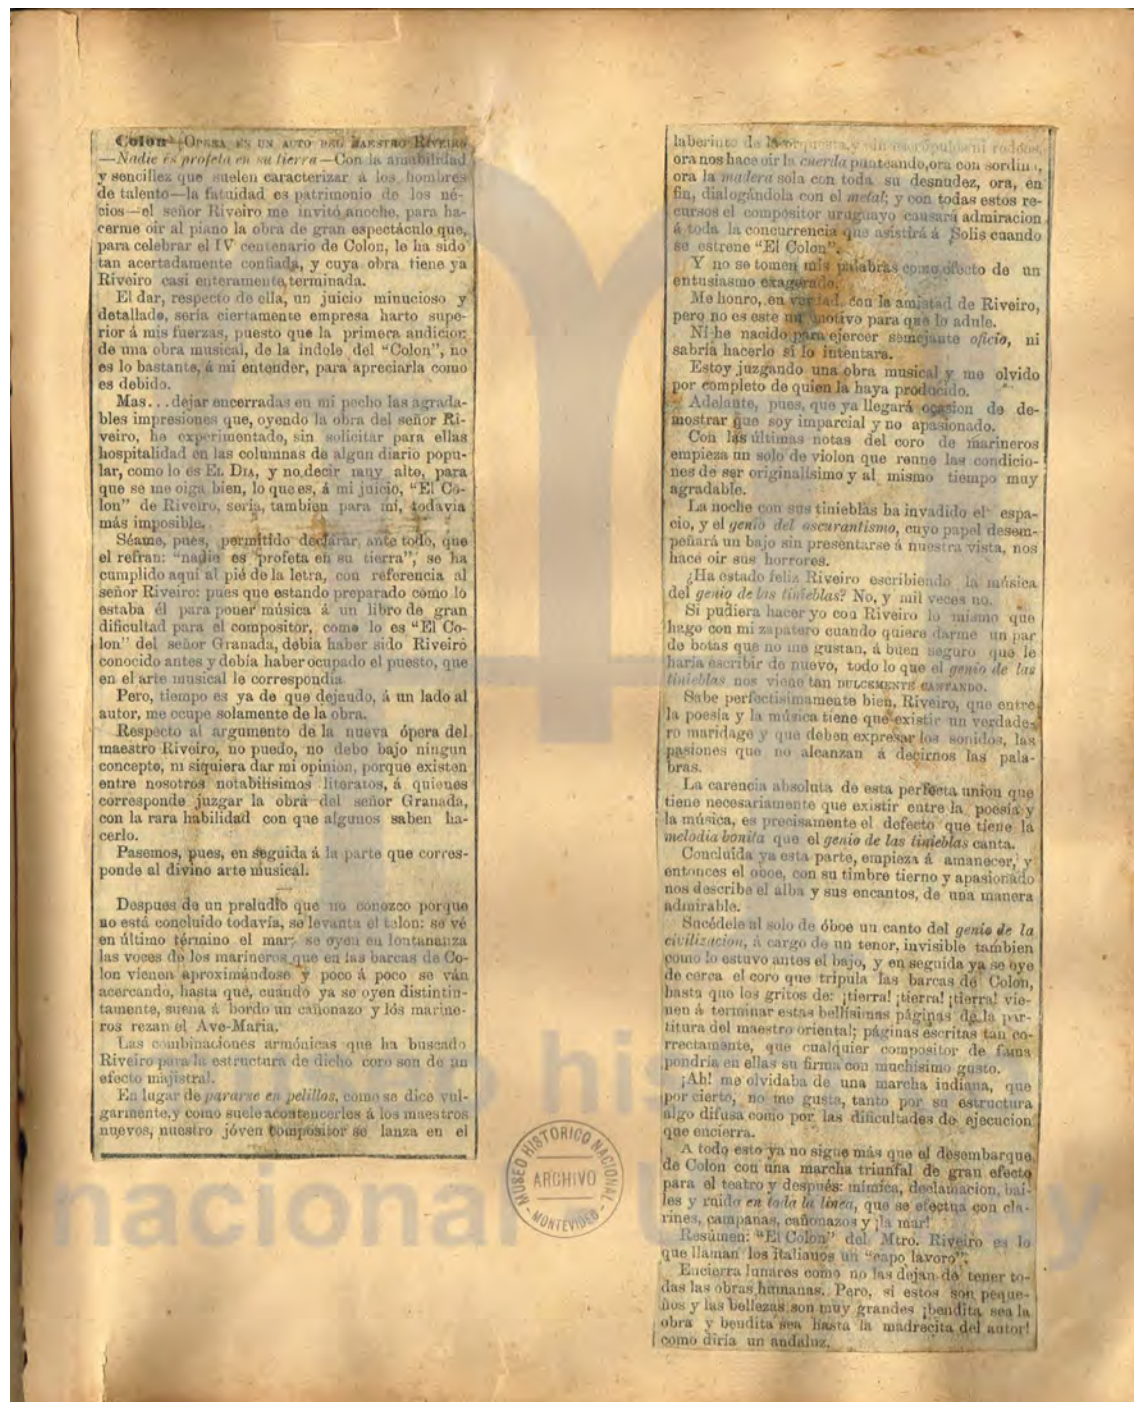 Colon—OPERA EN UN ACTO DEL MAESTRO RIVEIRO
—Nadie es profeta en su tierra—Con la amabilidad
y sencillez que suelen caracterizar á los hombres
de talento—la fatuidad es patrimonio de los né-
cios—el señor Riveiro me invitó anoche, para ha-
cerme oir al piano la obra de gran espectáculo que,
para celebrar el IV centenario de Colon, le ha sido
tan acertadamente confiada, y cuya obra tiene ya
Riveiro casi enteramente terminada.
El dar, respecto de ella, un juicio minucioso y
detallado, sería ciertamente empresa harto supe-
rior á mis fuerzas, puesto que la primera audicion
de una obra musical, de la índole del "Colon", no
es lo bastante, á mi entender, para apreciarla como
es debido.
Mas...dejar encerradas en mi pecho las agrada-
bles impresiones que, oyendo la obra del señor Ri-
veiro, he experimentado, sin solicitar para ellas
hospitalidad en las columnas de algun diario popu-
lar, como lo es EL DIA, y no decir muy alto, para
que se me oiga bien, lo que es, á mi juicio, "El Co-
lon" de Riveiro, sería, tambien para mí, todavia
más imposible.
Séame, pues, permitido declarar, ante todo, que
el refran: "nadie es profeta en su tierra", se ha
cumplido aquí al pié de la letra, con referencia al
señor Riveiro: pues que estando preparado como lo
estaba él para poner música á un libro de gran
dificultad para el compositor, como lo es "El Co-
lon" del señor Granada, debia haber sido Riveiro
conocido antes y debía haber ocupado el puesto, que
en el arte musical le correspondía
Pero, tiempo es ya de que dejando, á un lado al
autor, me ocupe solamente de la obra.
Respecto al argumento de la nueva ópera del
maestro Riveiro, no puedo, no debo bajo ningun
concepto, ni siquiera dar mi opinion, porque existen
entre nosotros notabilísimos literatos, á quienes
corresponde juzgar la obra del señor Granada,
con la rara habilidad con que algunos saben ha-
cerlo.
Pasemos, pues, en seguida á la parte que corres-
ponde al divino arte musical.
Despues de un preludio que no conozco porque
no está concluido todavía, se levanta el telon: se vé
en último término el mar; se oyen en lontananza
las voces de los marineros que en las barcas de Co-
lon vienen aproximándose y poco á poco se ván
acercando, hasta que, cuando ya se oyen distintin-
tamente, suena á bordo un cañonazo y lós marine-
ros rezan el Ave-Maria.
Las combinaciones armónicas que ha buscado
Riveiro para la estructura de dicho coro son de un
efecto majistral.
En lugar de pararse en pelillos, como se dice vul-
garmente, y como suele acontencerles á los maestros
nuevos, nuestro jóven compositor se lanza en el
MUSEO HISTORICO NACIONAL
ARCHIVO
- MONTEVIDEO -
laberinto de la orquesta, y sin escrúpulos ni rodeos,
ora nos hace oir la cuerda punteando, ora con sordina,
ora la madera sola con toda su desnudez, ora, en
fin, dialogándola con el metal; y con todas estos re-
cursos el compositor uruguayo causará admiracion
á toda la concurrencia que asistirá á Solis cuando
se estrene "El Colon".
Y no se tomen mis palabras como efecto de un
entusiasmo exagerado.
Me honro, en verdad, con la amistad de Riveiro,
pero no es este un motivo para que lo adule.
Ni he nacido para ejercer semejante oficio, ni
sabría hacerlo si lo intentara.
Estoy juzgando una obra musical y me olvido
por completo de quien la haya producido.
Adelante, pues, que ya llegará ocasion de de-
mostrar que soy imparcial y no apasionado.
Con las últimas notas del coro de marineros
empieza un solo de violon que reune las condicio-
nes de ser originalísimo y al mismo tiempo muy
agradable.
La noche con sus tinieblas ha invadido el espa-
cio, y el genio del oscurantismo, cuyo papel desem-
peñará un bajo sin presentarse á nuestra vista, nos
hace oir sus horrores.
¿Ha estado feliz Riveiro escribiendo la música
del genio de las tinieblas? No, y mil veces no.
Si pudiera hacer yo con Riveiro lo mismo que
hago con mi zapatero cuando quiere darme un par
de botas que no me gustan, á buen seguro que le
haría escribir de nuevo, todo lo que el genio de las
tinieblas nos viene tan DULCEMENTE CANTANDO.
Sabe perfectisimamente bien, Riveiro, que entre
la poesía y la música tiene que existir un verdade-
ro maridage y que deben expresar los sonidos, las
pasiones que no alcanzan á decirnos las pala-
bras.
La carencia absoluta de esta perfecta union que
tiene necesariamente que existir entre la poesía y
la música, es precisamente el defecto que tiene la
melodia bonita que el genio de las tinieblas canta.
Concluida ya esta parte, empieza á amanecer, y
entonces el oboe, con su timbre tierno y apasionado
nos describe el alba y sus encantos, de una manera
admirable.
Sucédele al solo de óboe un canto del genio de la
civilizacion, á cargo de un tenor, invisible tambien
como lo estuvo antes el bajo, y en seguida ya se oye
de cerca el coro que tripula las barcas de Colon,
hasta que los gritos de: ¡tierra! ¡tierra! ¡tierra! vie-
nen á terminar estas bellísimas páginas de la par-
titura del maestro oriental; páginas escritas tan co-
rrectamente, que cualquier compositor de fama
pondría en ellas su firma con muchísimo gusto.
¡Ah! me olvidaba de una marcha indiana, que
por cierto, no me gusta, tanto por su estructura
algo difusa como por las dificultades de ejecucion
que encierra.
A todo esto ya no sigue más que el desembarque
de Colon con una marcha triunfal de gran efecto
para el teatro y después: mímica, declamacion, bai-
les y ruido en toda la línea, que se efectua con cla-
rines, campanas, cañonazos y ¡la mar!
Resúmen: "El Colon" del Mtro. Riveiro es lo
que llaman los italianos un "capo lavoro".
Encierra lunares como no las dejan de tener to-
das las obras humanas. Pero, si estos son peque-
ños y las bellezas son muy grandes ¡bendita sea la
obra y bendita sea hasta la madrecita del autor!
como diría un andaluz.
museo histórico
nacional - Uruguay